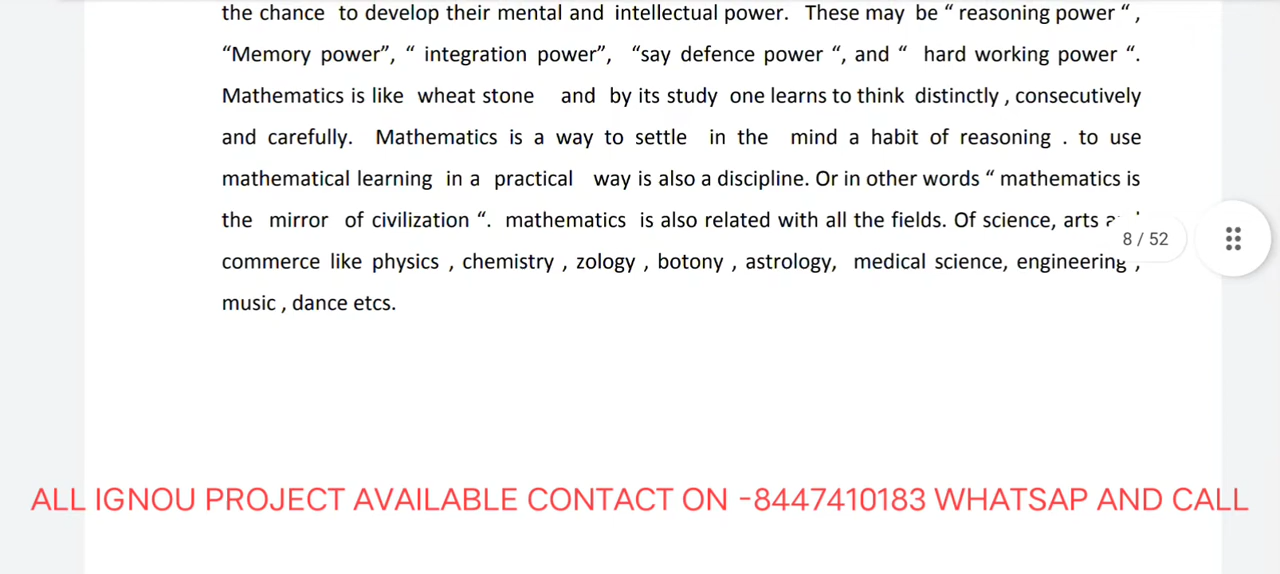 the chance to develop their mental and intellectual power. These may be “ reasoning power “ ,
“Memory power”, “ integration power”, “say defence power “, and “ hard working power “.
Mathematics is like wheat stone and by its study one learns to think distinctly , consecutively
and carefully. Mathematics is a way to settle in the mind a habit of reasoning . to use
mathematical learning in a practical way is also a discipline. Or in other words “ mathematics is
the mirror of civilization “. mathematics is also related with all the fields. Of science, arts
8 / 52
commerce like physics , chemistry , zology , botony , astrology, medical science, engineering ,
music , dance etcs.
ALL IGNOU PROJECT AVAILABLE CONTACT ON -8447410183 WHATSAP AND CALL